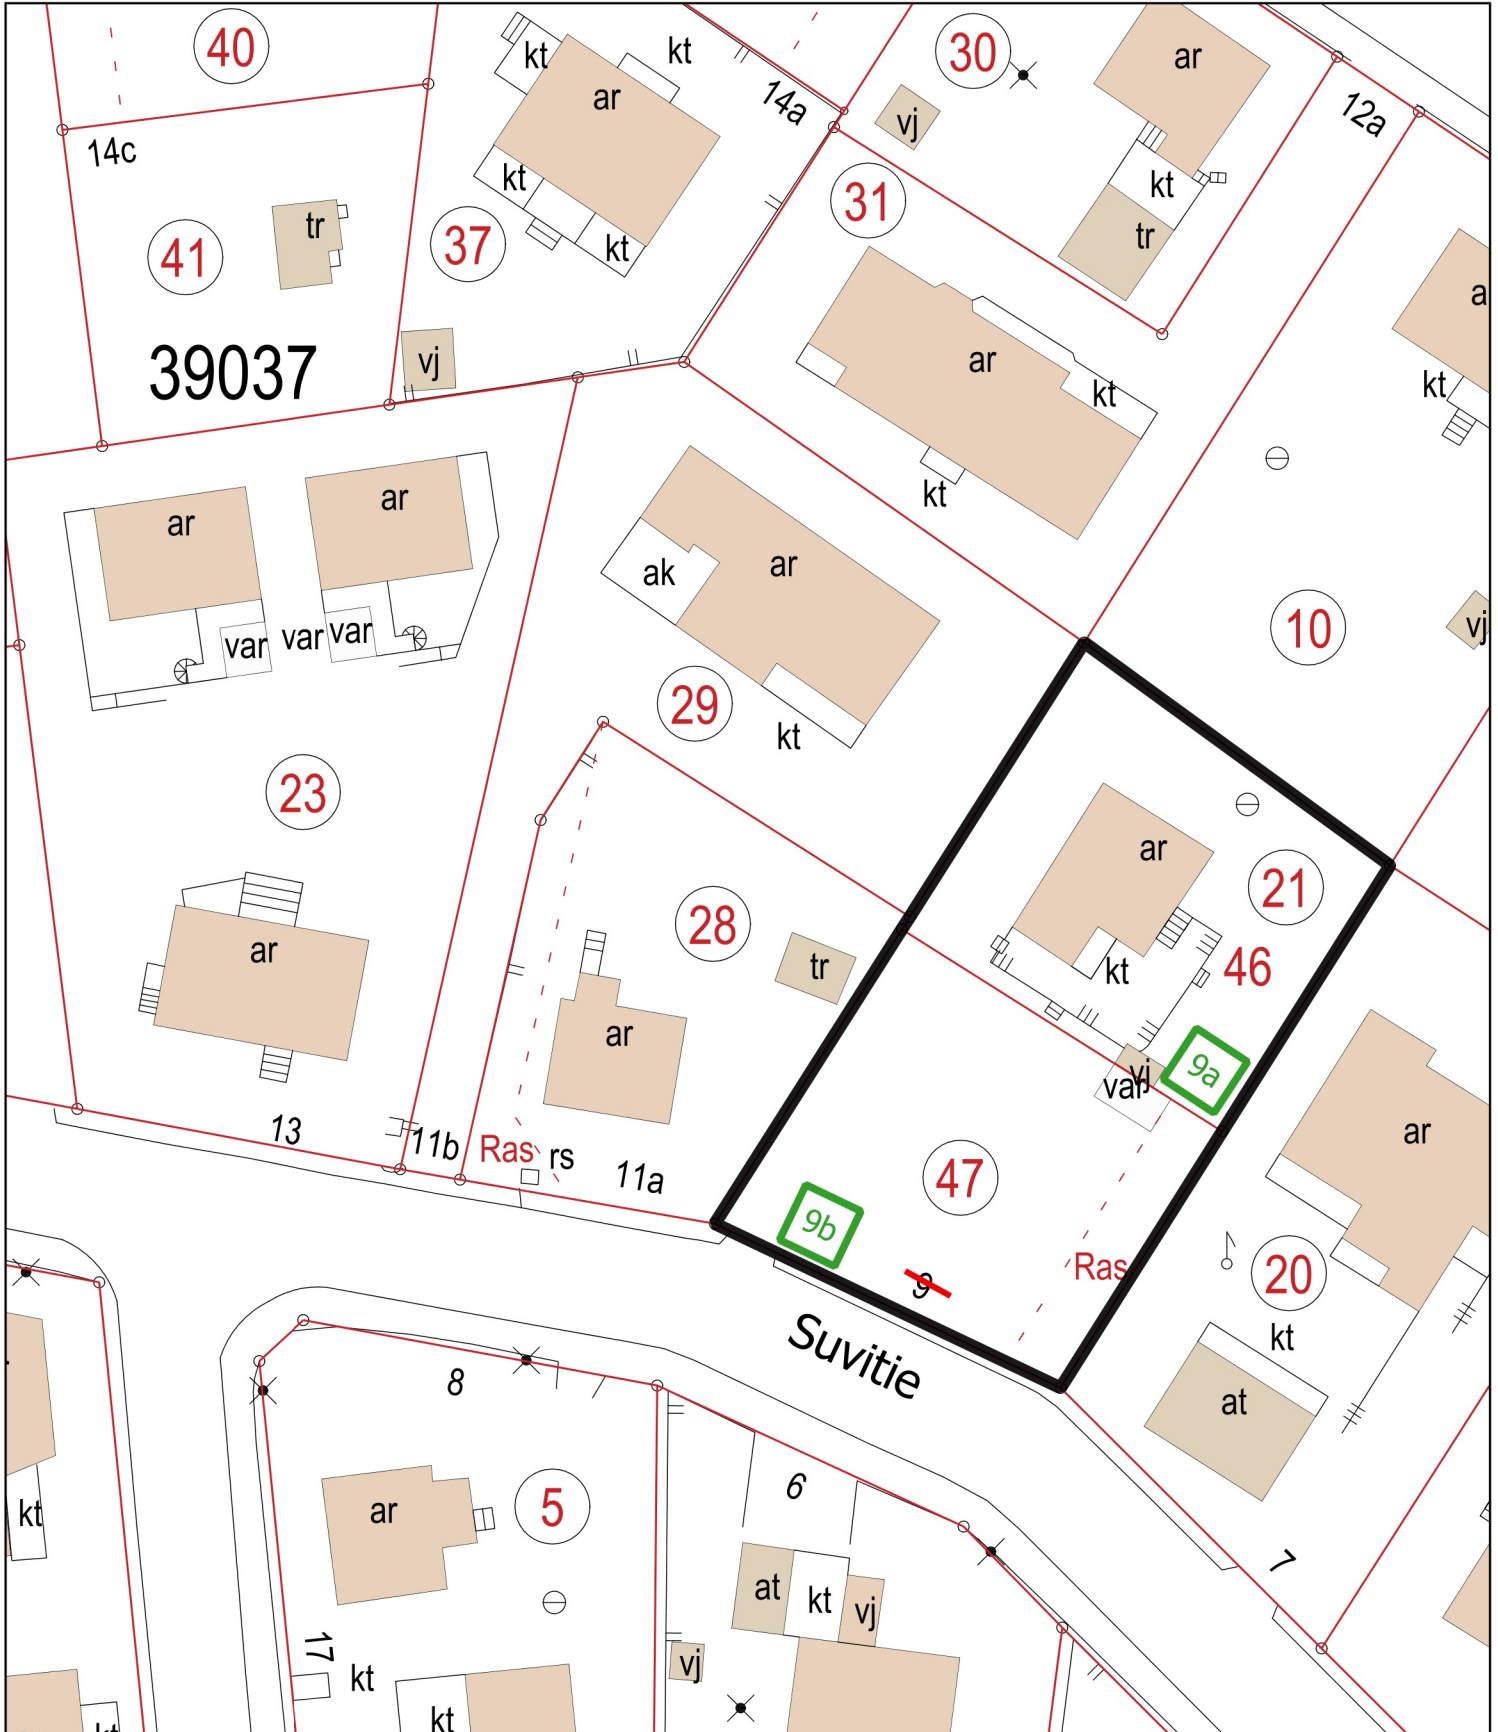 40
kt
kt
30
ar
ar
14a
12a
vj
14c
kt
kt
31
tr
41
37
kt
tr
a
39037
vj
ar
kt
kt
kt
ar
ar
ak
ar
10
vj
var
var
var
29
kt
23
ar
21
28
ar
tr
kt
46
ar
9a
vj
var
13
11b
Ras
rs
11a
47
ar
9b
Ras
20
9
Suvitie
kt
8
at
6
kt
ar
5
7
at
kt
vj
17
kt
vj
kt
kt